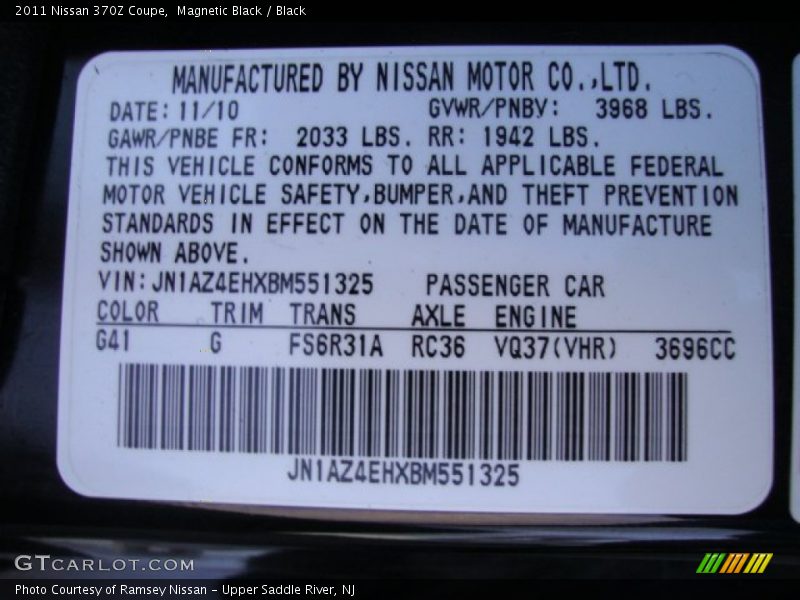 2011 Nissan 370Z Coupe,  Magnetic Black / Black
MANUFACTURED BY NISSAN MOTOR CO.,LTD.
DATE: 11/10 GVWR/PNBV: 3968 LBS.
GAWR/PNBE FR: 2033 LBS. RR: 1942 LBS.
THIS VEHICLE CONFORMS TO ALL APPLICABLE FEDERAL
MOTOR VEHICLE SAFETY,BUMPER,AND THEFT PREVENTION
STANDARDS IN EFFECT ON THE DATE OF MANUFACTURE
SHOWN ABOVE.
VIN:JN1AZ4EHXBM551325 PASSENGER CAR
COLOR TRIM TRANS AXLE ENGINE
G41 G FS6R31A RC36 VQ37(VHR) 3696CC
JN1AZ4EHXBM551325
GTCARLOT.COM
Photo Courtesy of Ramsey Nissan - Upper Saddle River, NJ